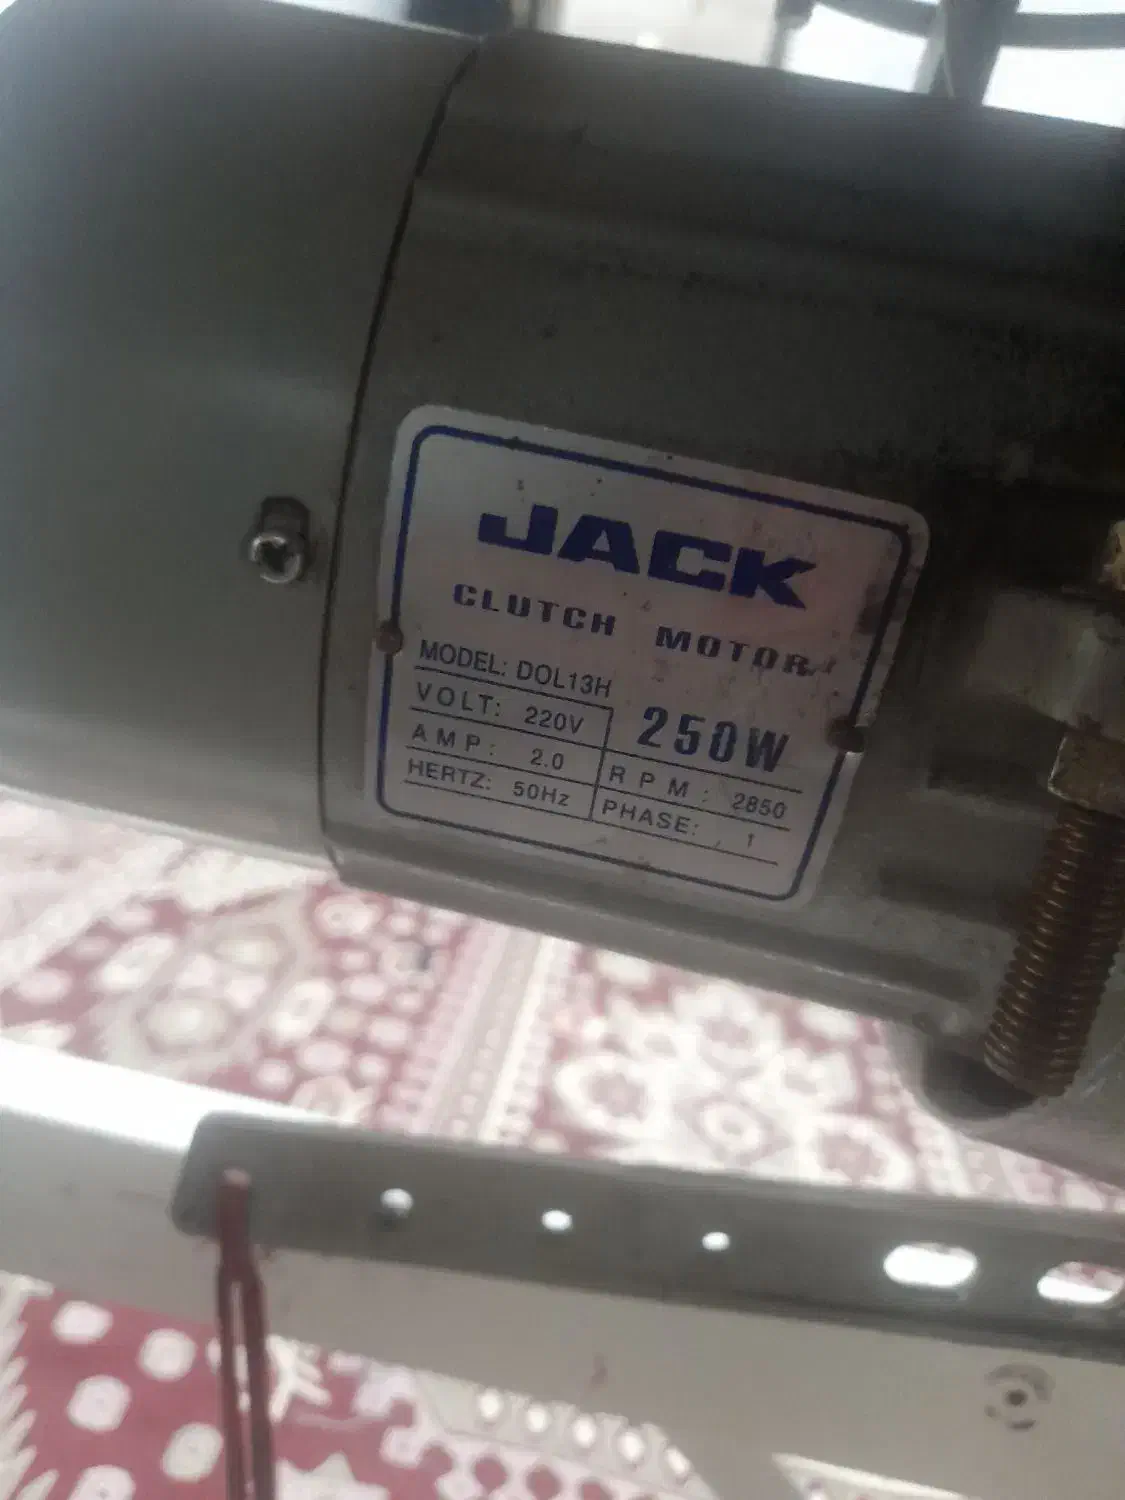 JACK
CLUTCH MOTOR
MODEL: DOL13H
250W
VOLT: 220V
AMP: 2.0
RPM: 2850
HERTZ: 50Hz
PHASE: 1